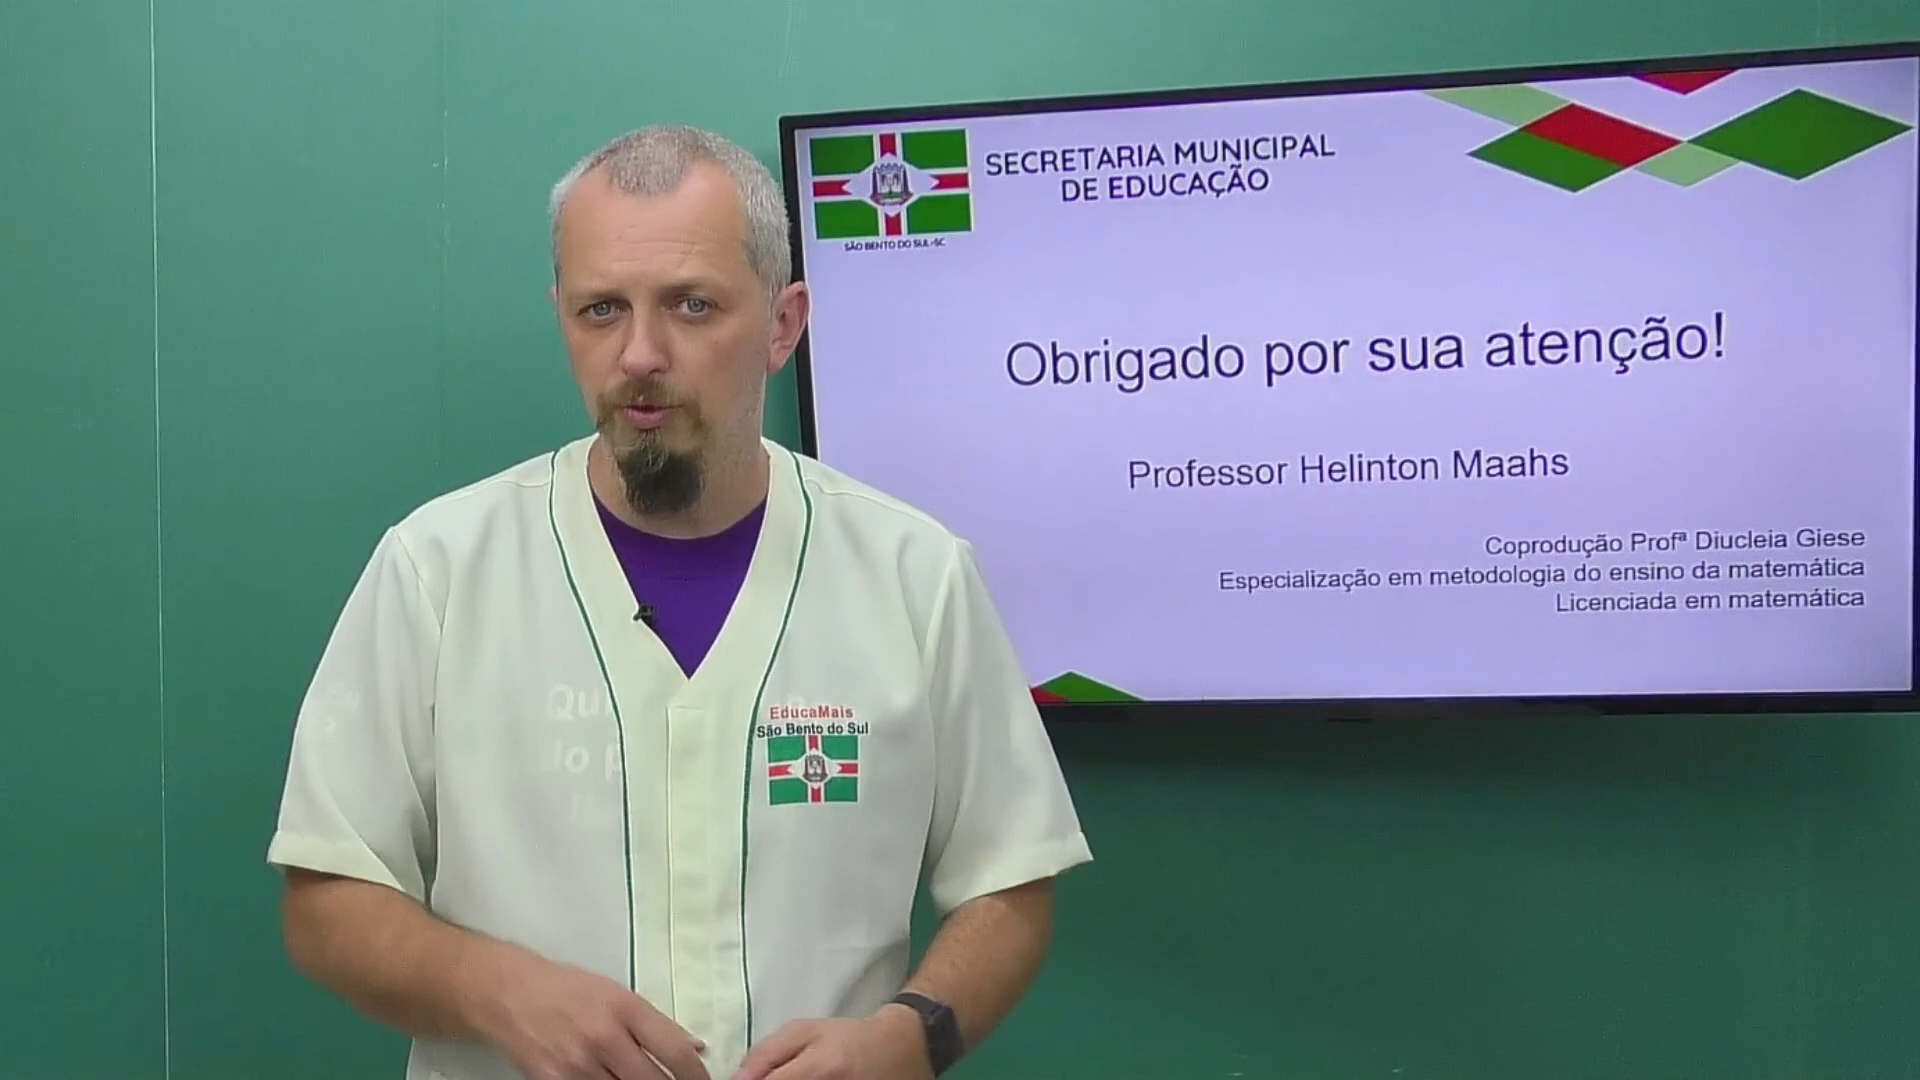 SECRETARIA MUNICIPAL
DE EDUCAÇÃO
SÃO BENTO DO SUL-SC
Obrigado por sua atenção!
Professor Helinton Maahs
Coprodução Profª Diucleia Giese
Especialização em metodologia do ensino da matemática
Licenciada em matemática
EducaMais
São Bento do Sul